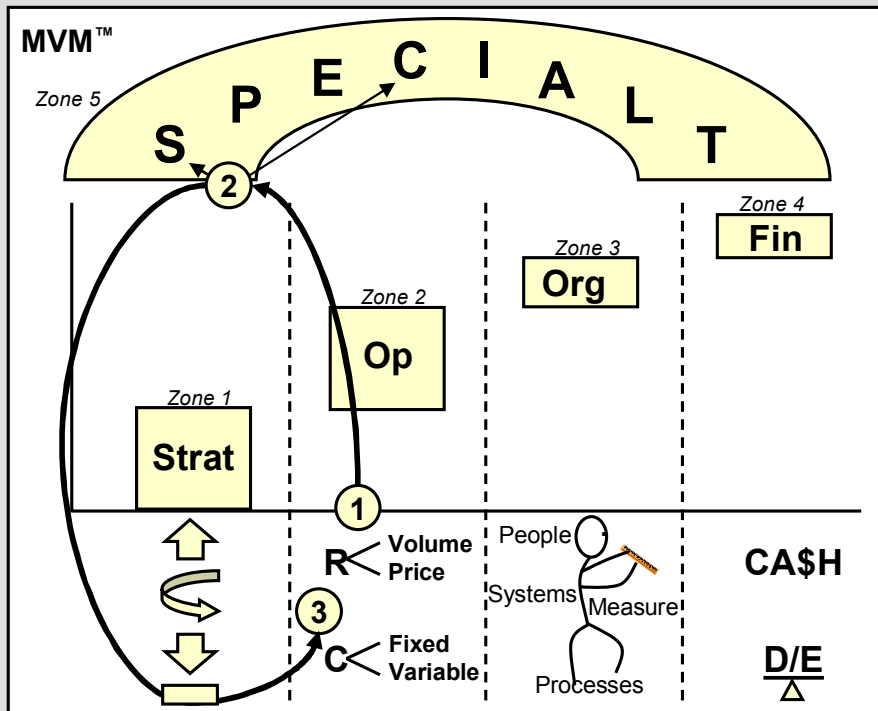 MVM™
S P E C I A L T
Zone 5
2
Zone 4
Fin
Zone 3
Org
Zone 2
Op
Zone 1
Strat
1
R
Volume
Price
3
C
Fixed
Variable
People
Systems
Measure
Processes
CA$H
D/E